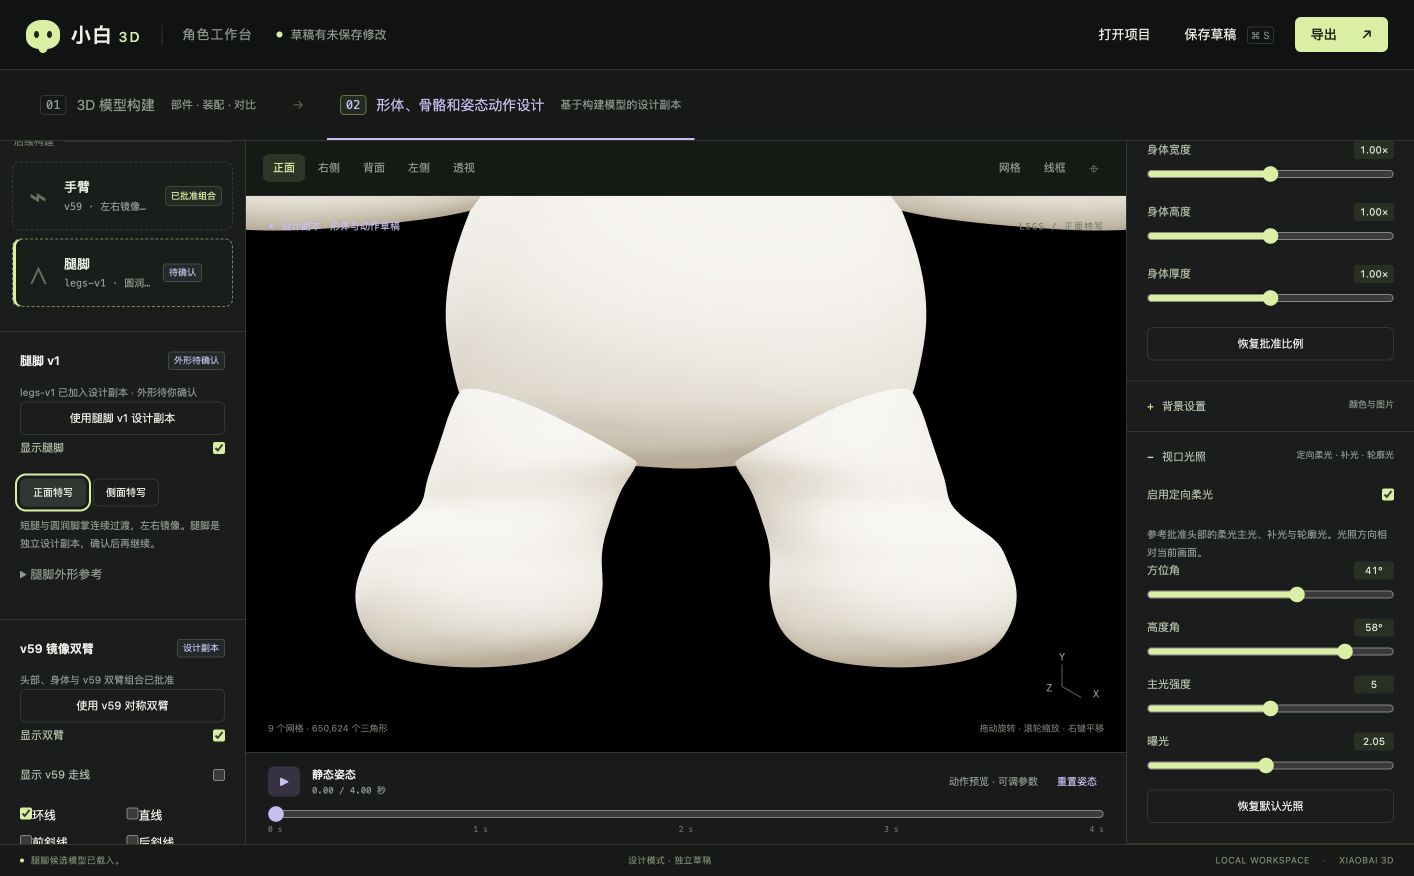 小白 3D
角色工作台
草稿有未保存修改
打开项目
保存草稿
⌘ S
导出
01 3D 模型构建 部件 · 装配 · 对比
→
02 形体、骨骼和姿态动作设计 基于构建模型的设计副本
后续构建
手臂
v59 · 左右镜像…
已批准组合
腿脚
legs-v1 · 圆润…
待确认
腿脚 v1
外形待确认
legs-v1 已加入设计副本 · 外形待你确认
使用腿脚 v1 设计副本
显示腿脚
正面特写
侧面特写
短腿与圆润脚掌连续过渡，左右镜像。腿脚是
独立设计副本，确认后再继续。
腿脚外形参考
v59 镜像双臂
设计副本
头部、身体与 v59 双臂组合已批准
使用 v59 对称双臂
显示双臂
显示 v59 走线
环线
直线
前斜线
后斜线
正面
右侧
背面
左侧
透视
网格
线框
设计副本 · 形体与动作草稿
LEGS / 正面特写
Y
Z
X
9 个网格 · 650,624 个三角形
拖动旋转 · 滚轮缩放 · 右键平移
静态姿态
0.00 / 4.00 秒
动作预览 · 可调参数
重置姿态
0 s
1 s
2 s
3 s
4 s
身体宽度
1.00×
身体高度
1.00×
身体厚度
1.00×
恢复批准比例
+ 背景设置
颜色与图片
− 视口光照
定向柔光 · 补光 · 轮廓光
启用定向柔光
参考批准头部的柔光主光、补光与轮廓光。光照方向相
对当前画面。
方位角
41°
高度角
58°
主光强度
5
曝光
2.05
恢复默认光照
腿脚候选模型已载入。
设计模式 · 独立草稿
LOCAL WORKSPACE · XIAOBAI 3D